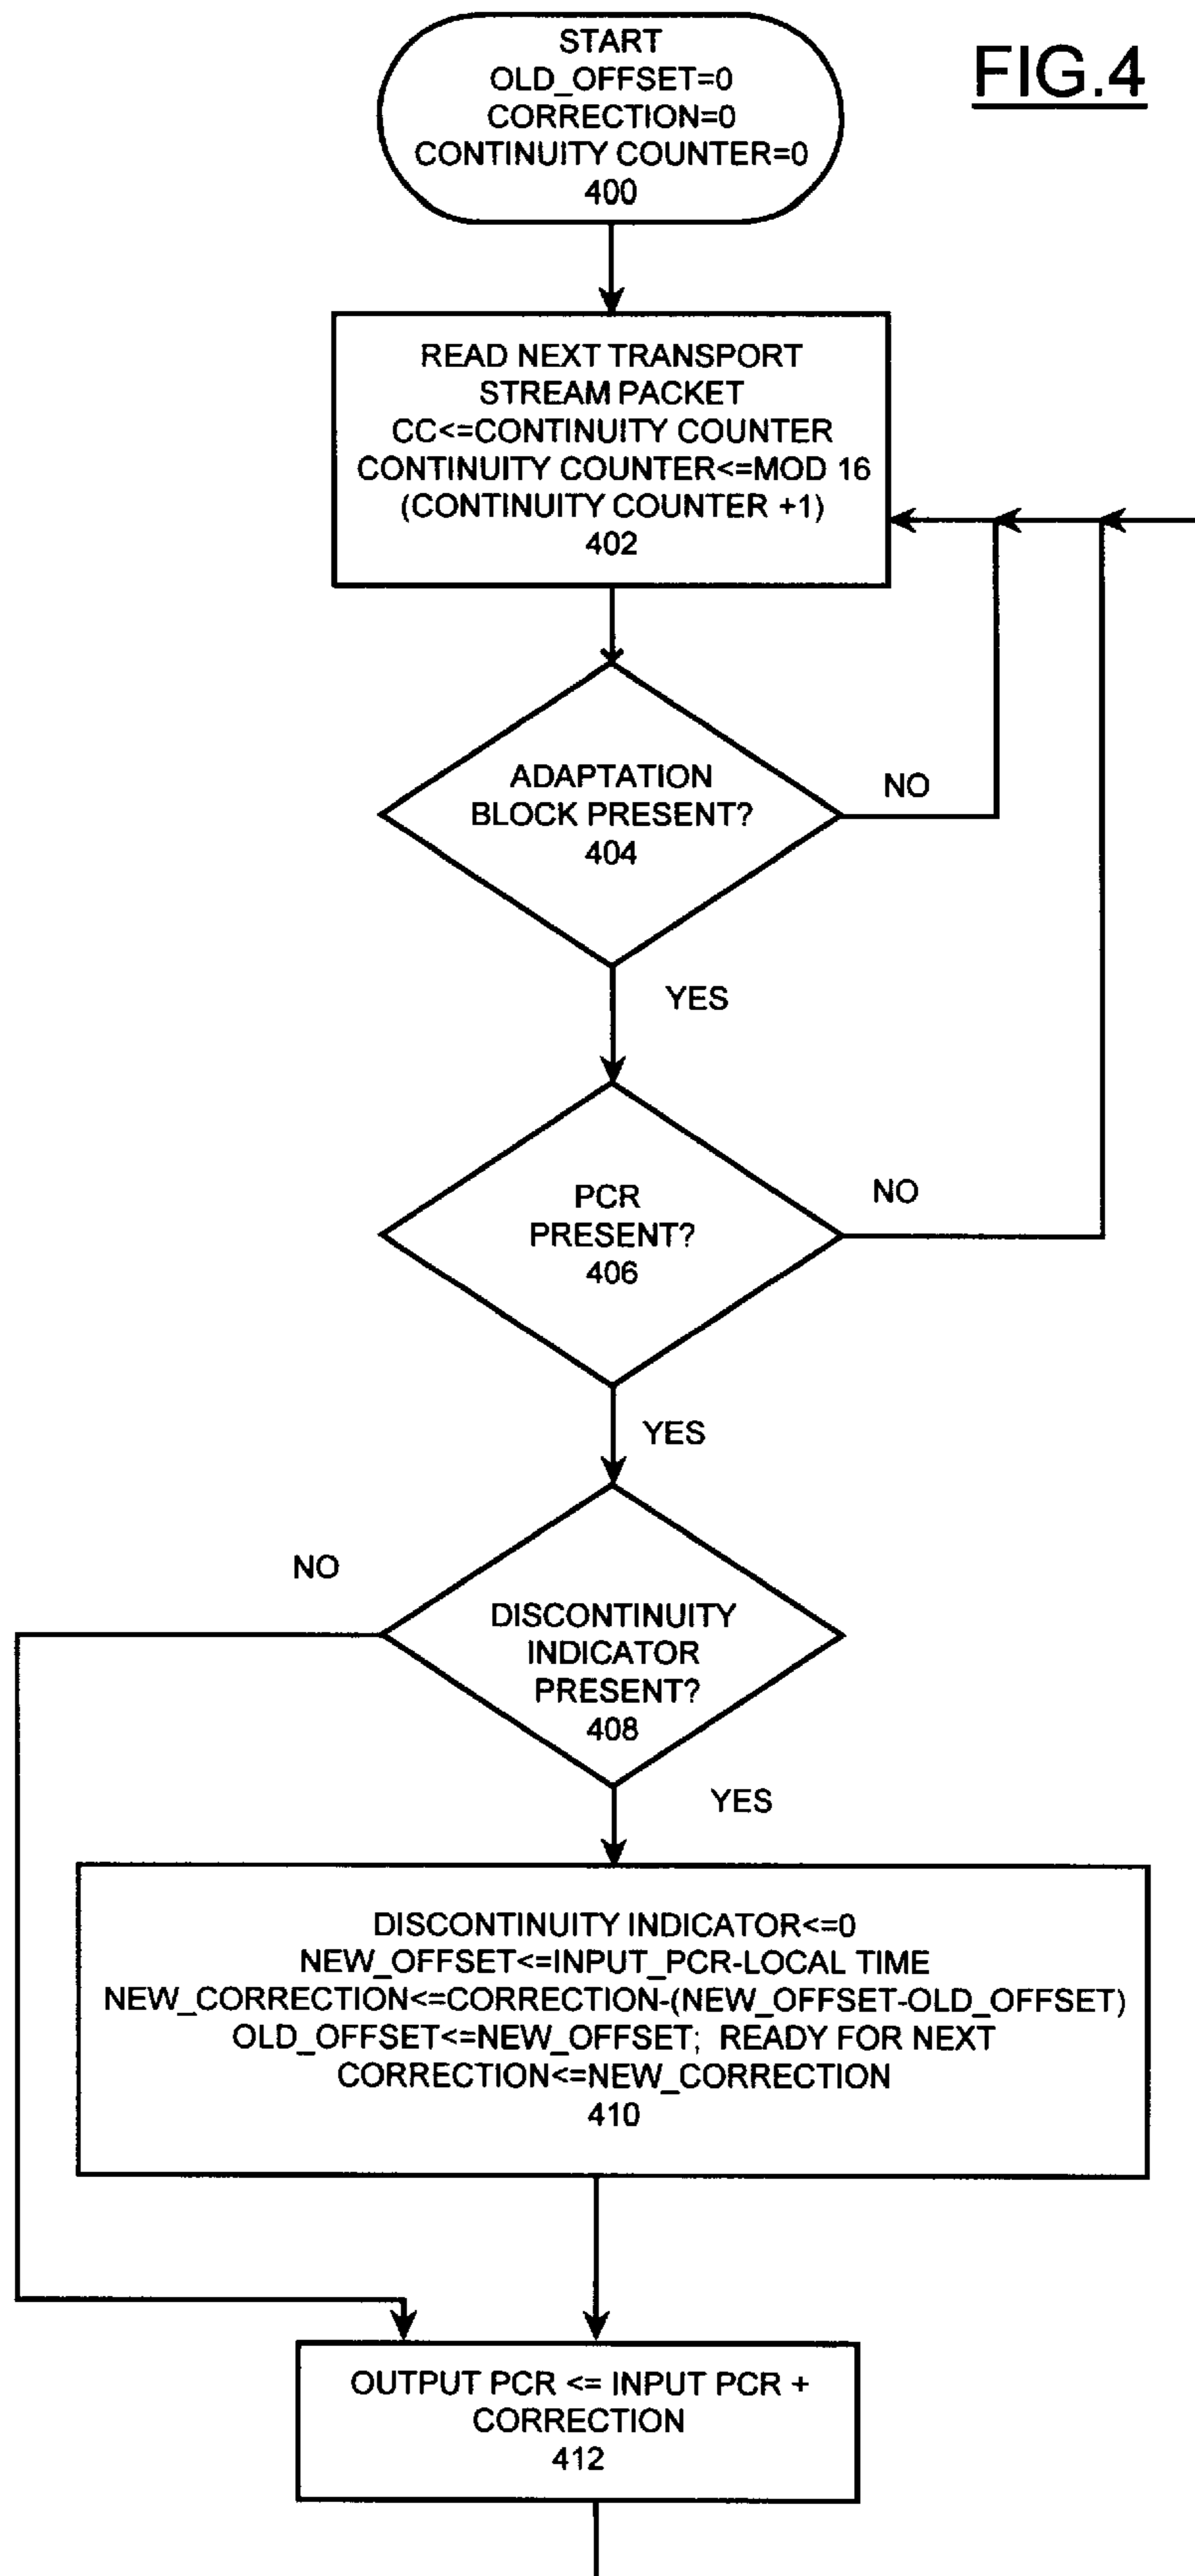 FIG.4
START
OLD_OFFSET=0
CORRECTION=0
CONTINUITY COUNTER=0
400
READ NEXT TRANSPORT
STREAM PACKET
CC<=CONTINUITY COUNTER
CONTINUITY COUNTER<=MOD 16
(CONTINUITY COUNTER +1)
402
ADAPTATION
BLOCK PRESENT?
404
NO
YES
PCR
PRESENT?
406
NO
YES
NO
DISCONTINUITY
INDICATOR
PRESENT?
408
YES
DISCONTINUITY INDICATOR<=0
NEW_OFFSET<=INPUT_PCR-LOCAL TIME
NEW_CORRECTION<=CORRECTION-(NEW_OFFSET-OLD_OFFSET)
OLD_OFFSET<=NEW_OFFSET; READY FOR NEXT
CORRECTION<=NEW_CORRECTION
410
OUTPUT PCR <= INPUT PCR +
CORRECTION
412